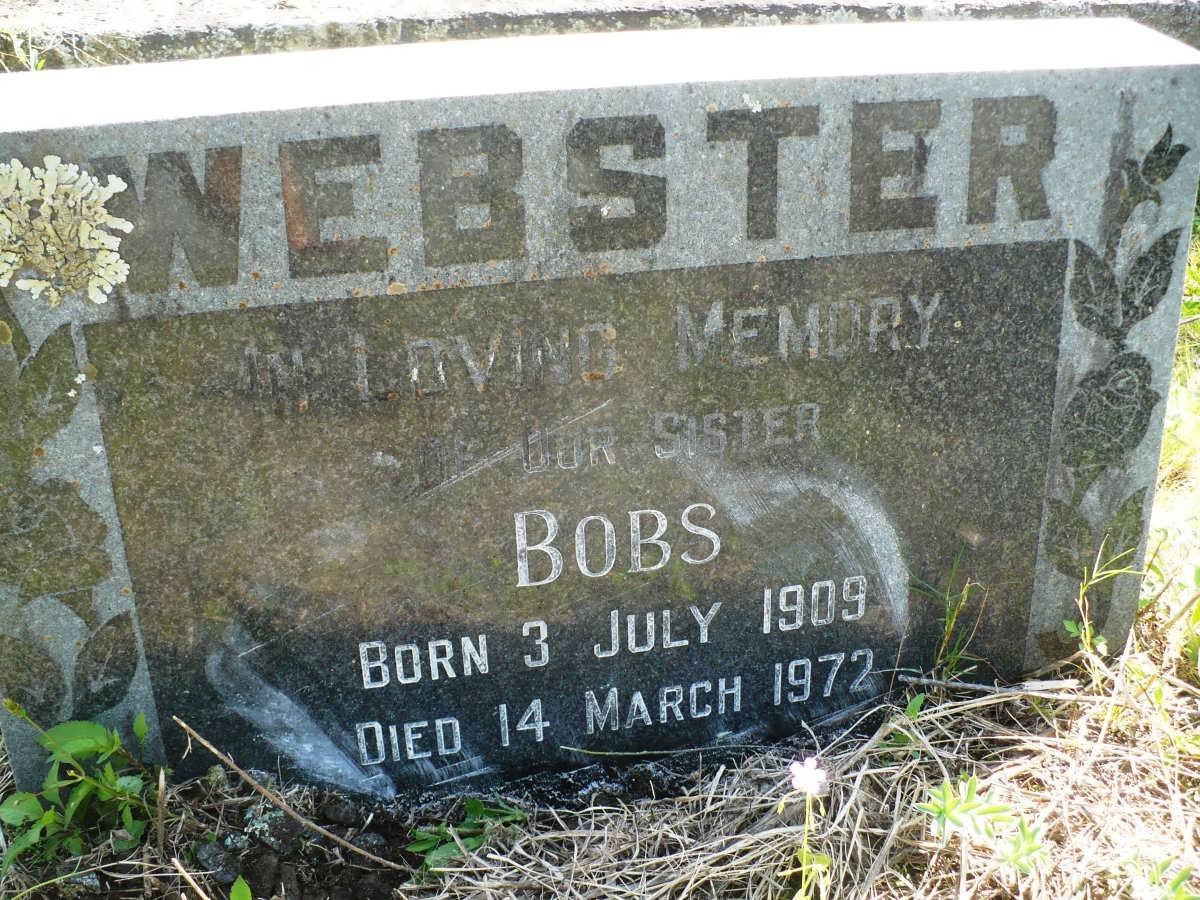 WEBSTER
IN LOVING MEMORY
OF OUR SISTER
BOBS
BORN 3 JULY 1909
DIED 14 MARCH 1972